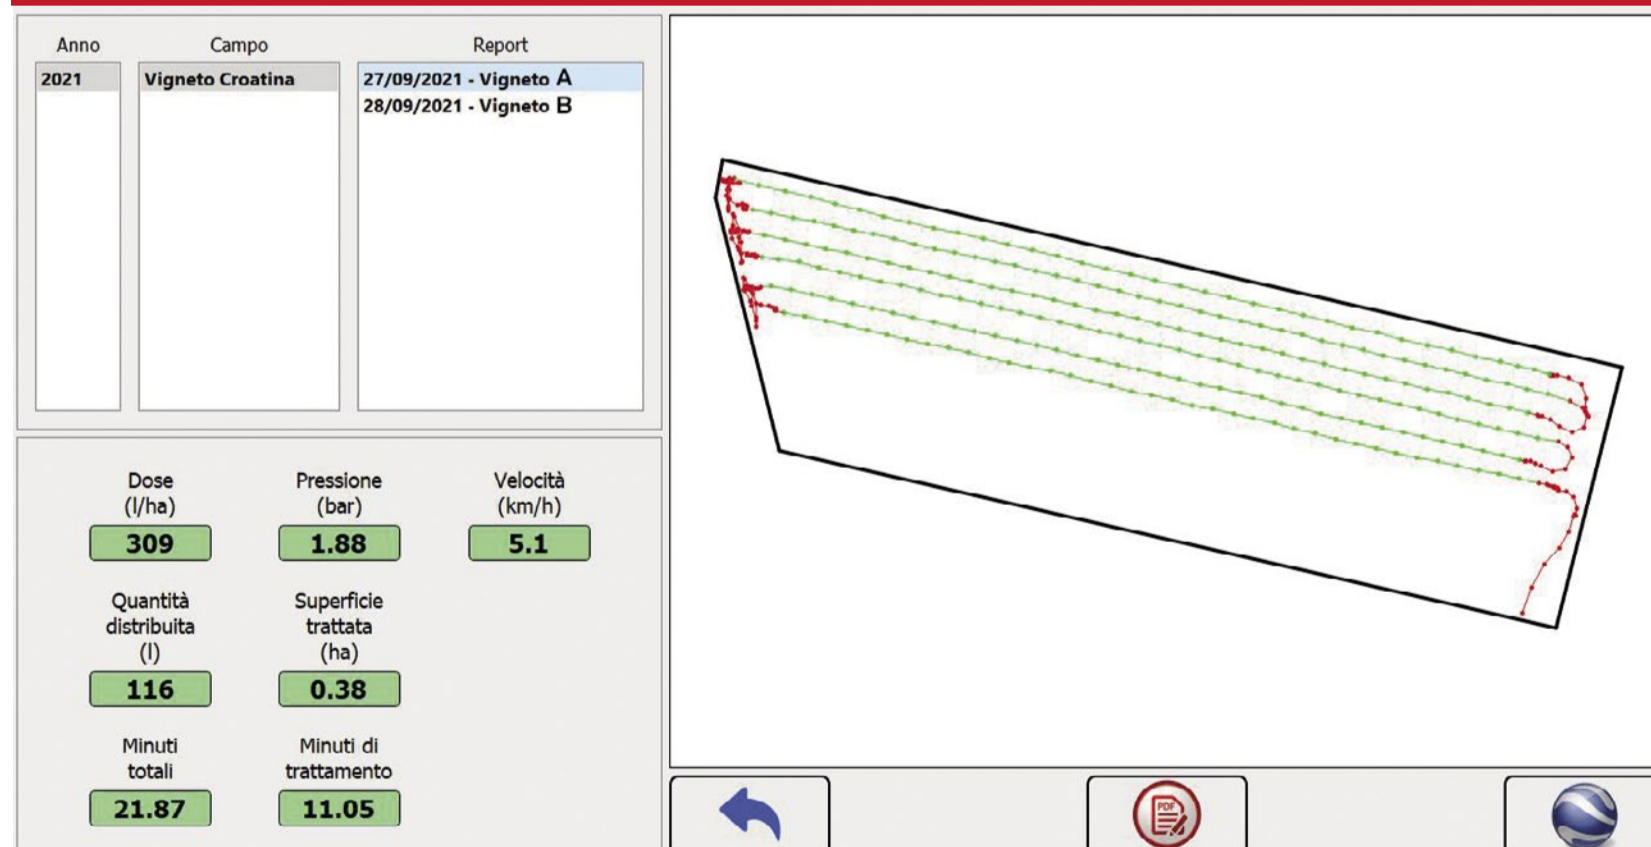 Anno
Campo
Report
2021
Vigneto Croatina
27/09/2021 - Vigneto A
28/09/2021 - Vigneto B
Dose
(l/ha)
309
Pressione
(bar)
1.88
Velocità
(km/h)
5.1
Quantità
distribuita
(l)
116
Superficie
trattata
(ha)
0.38
Minuti
totali
21.87
Minuti di
trattamento
11.05
PDF